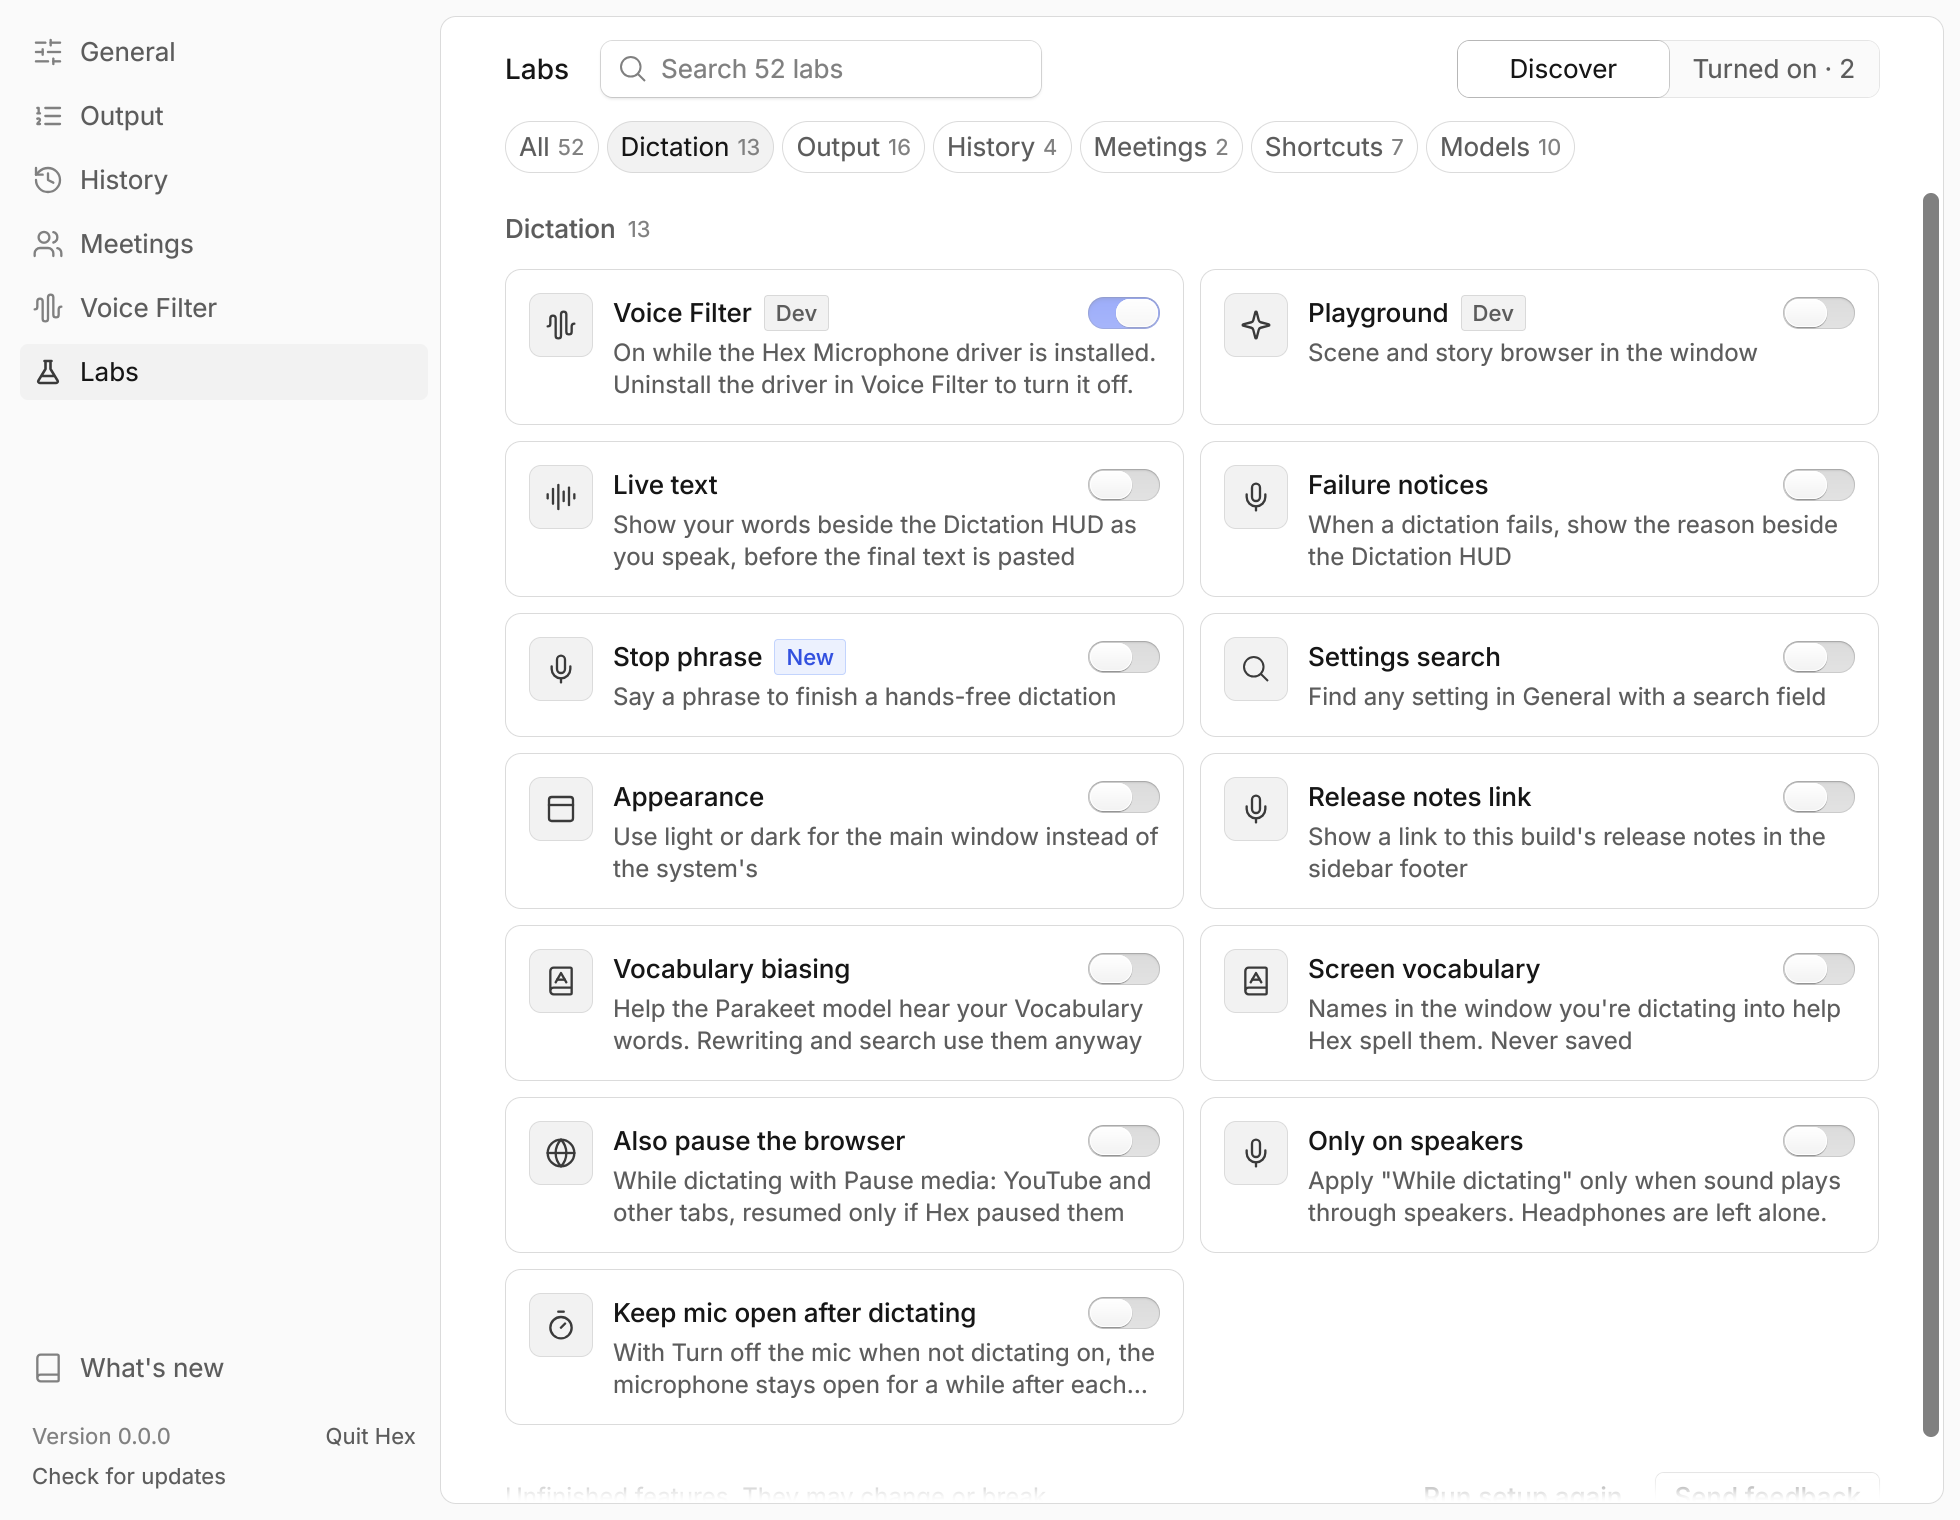 General
Output
History
Meetings
Voice Filter
Labs
What's new
Version 0.0.0
Quit Hex
Check for updates
Labs
Search 52 labs
Discover
Turned on · 2
All 52
Dictation 13
Output 16
History 4
Meetings 2
Shortcuts 7
Models 10
Dictation 13
Voice Filter Dev
On while the Hex Microphone driver is installed.
Uninstall the driver in Voice Filter to turn it off.
Playground Dev
Scene and story browser in the window
Live text
Show your words beside the Dictation HUD as
you speak, before the final text is pasted
Failure notices
When a dictation fails, show the reason beside
the Dictation HUD
Stop phrase New
Say a phrase to finish a hands-free dictation
Settings search
Find any setting in General with a search field
Appearance
Use light or dark for the main window instead of
the system's
Release notes link
Show a link to this build's release notes in the
sidebar footer
Vocabulary biasing
Help the Parakeet model hear your Vocabulary
words. Rewriting and search use them anyway
Screen vocabulary
Names in the window you're dictating into help
Hex spell them. Never saved
Also pause the browser
While dictating with Pause media: YouTube and
other tabs, resumed only if Hex paused them
Only on speakers
Apply "While dictating" only when sound plays
through speakers. Headphones are left alone.
Keep mic open after dictating
With Turn off the mic when not dictating on, the
microphone stays open for a while after each...
Unfinished features. They may change or break.
Run setup again
Send feedback